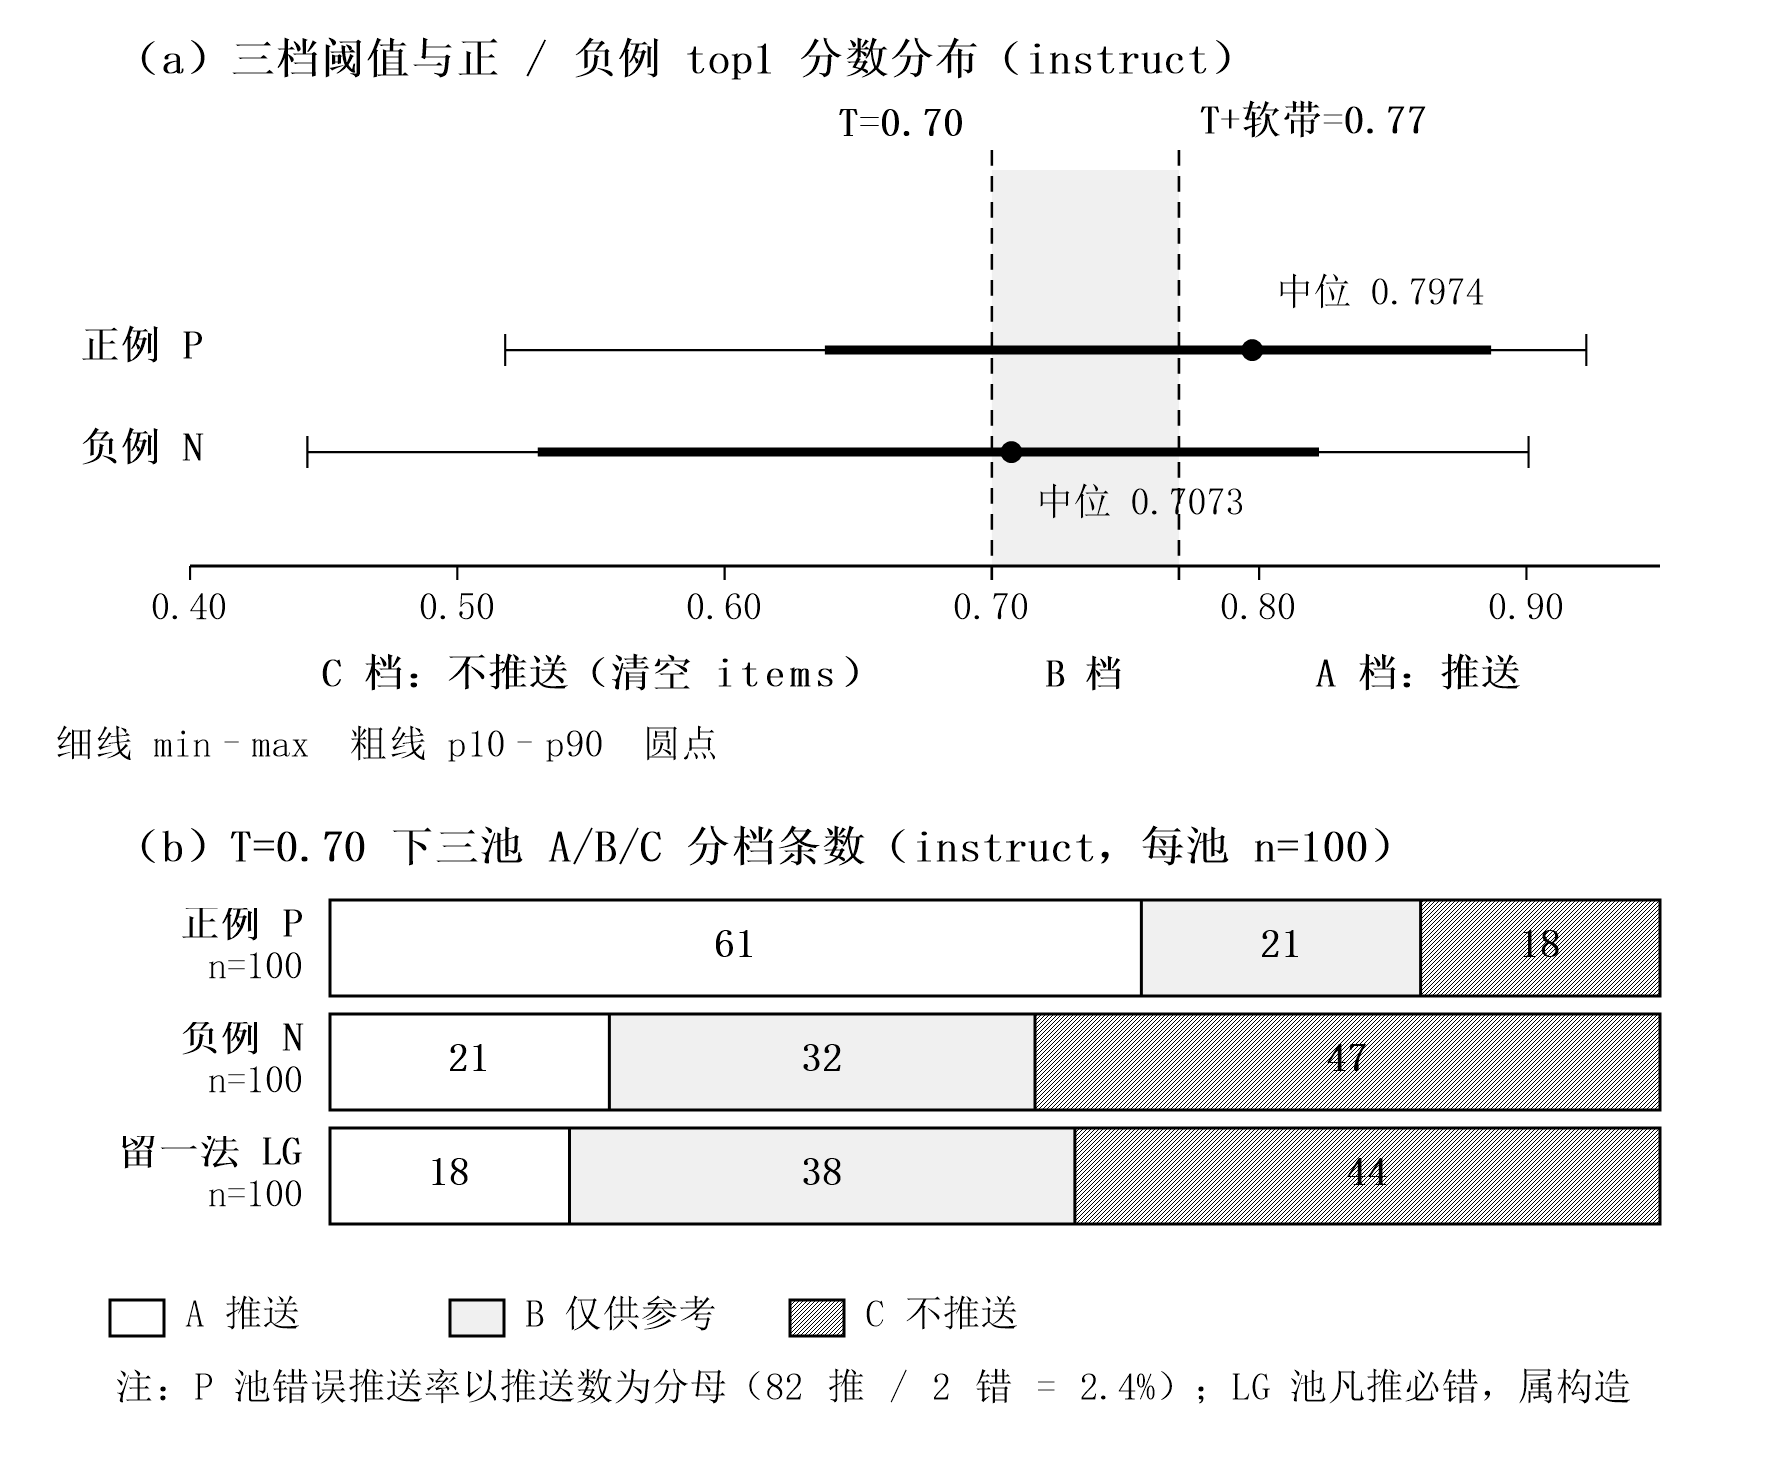 （a）三档阈值与正 / 负例 top1 分数分布（instruct）
T=0.70
T+软带=0.77
中位 0.7974
正例 P
负例 N
中位 0.7073
0.40 0.50 0.60 0.70 0.80 0.90
C 档：不推送（清空 items） B 档 A 档：推送
细线 min–max 粗线 p10–p90 圆点
（b）T=0.70 下三池 A/B/C 分档条数（instruct，每池 n=100）
正例 P
n=100
61 21 18
负例 N
n=100
21 32 47
留一法 LG
n=100
18 38 44
A 推送 B 仅供参考 C 不推送
注：P 池错误推送率以推送数为分母（82 推 / 2 错 = 2.4%）；LG 池凡推必错，属构造